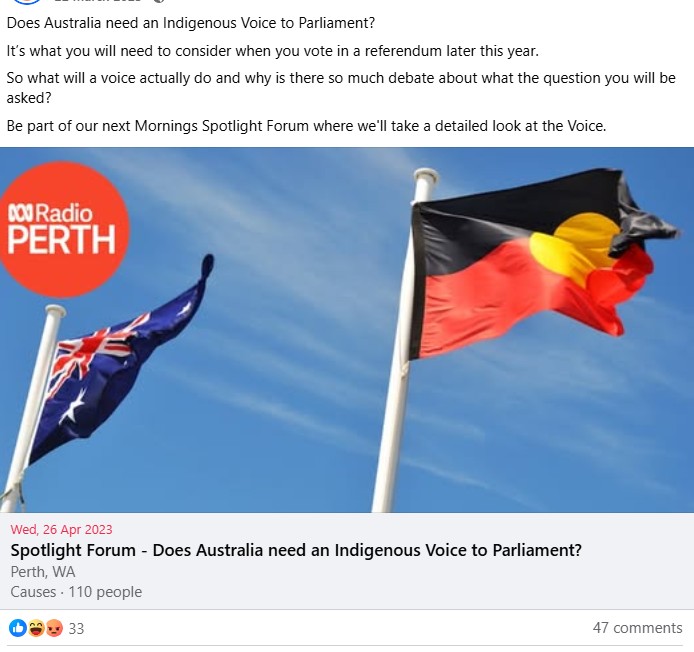 Does Australia need an Indigenous Voice to Parliament?
It's what you will need to consider when you vote in a referendum later this year.
So what will a voice actually do and why is there so much debate about what the question you will be
asked?
Be part of our next Mornings Spotlight Forum where we'll take a detailed look at the Voice.
ABC Radio
PERTH
Wed, 26 Apr 2023
Spotlight Forum - Does Australia need an Indigenous Voice to Parliament?
Perth, WA
Causes · 110 people
33
47 comments